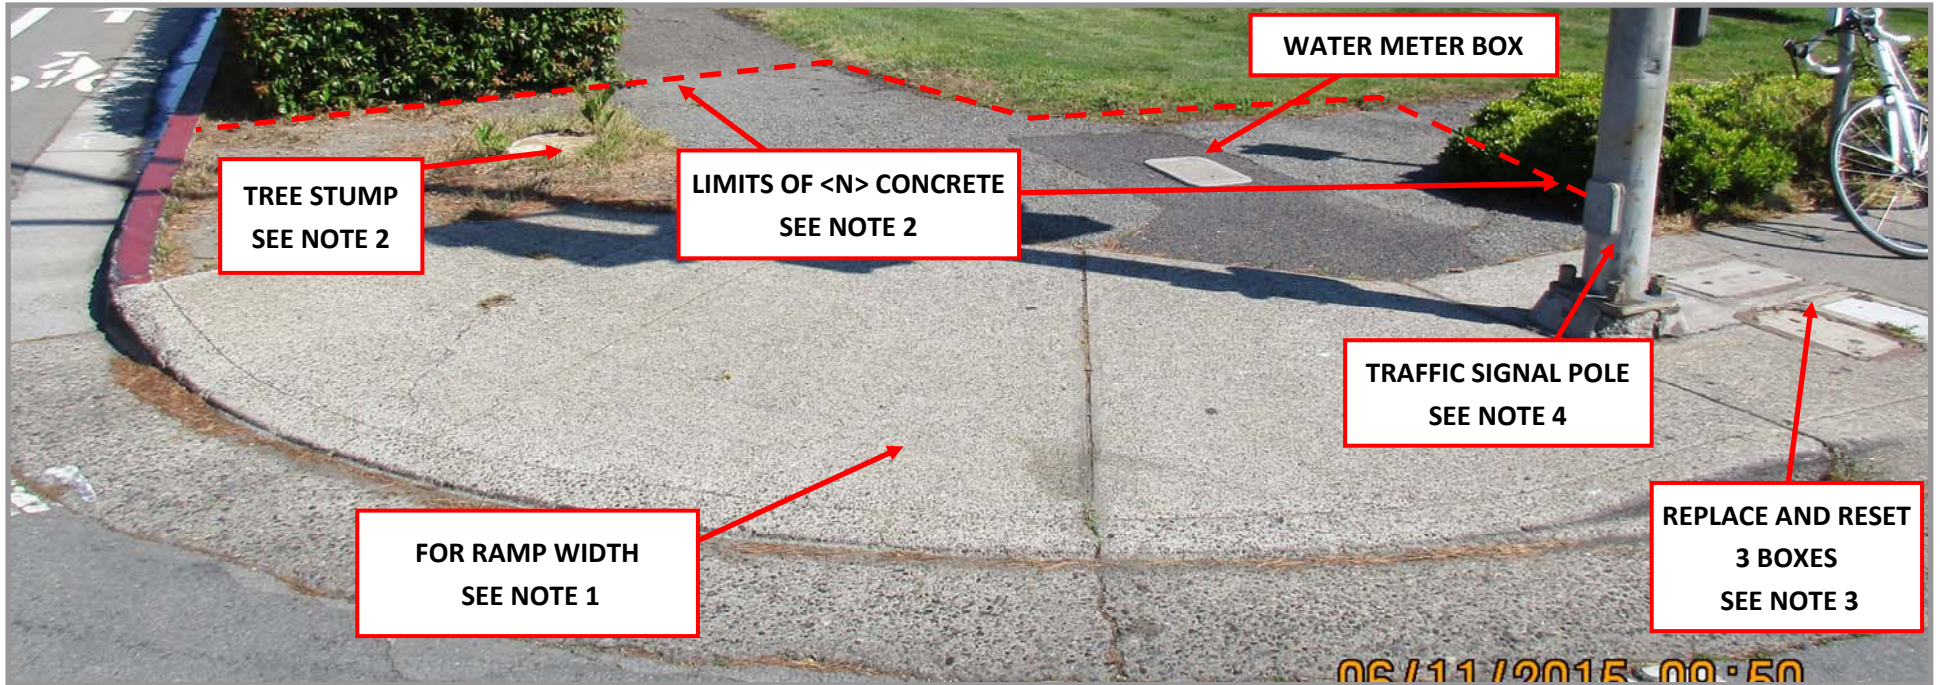 WATER METER BOX
TREE STUMP
SEE NOTE 2
LIMITS OF <N> CONCRETE
SEE NOTE 2
TRAFFIC SIGNAL POLE
SEE NOTE 4
FOR RAMP WIDTH
SEE NOTE 1
REPLACE AND RESET
3 BOXES
SEE NOTE 3
06/11/2015 09:50